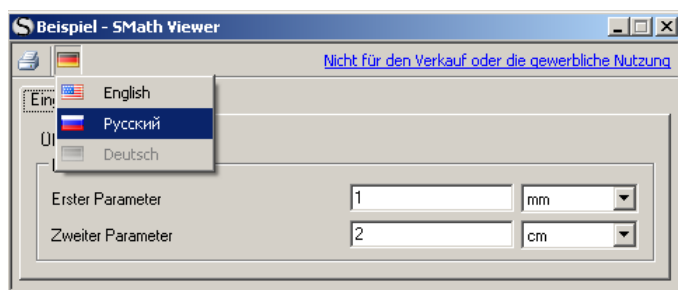 Beispiel - SMath Viewer
Nicht für den Verkauf oder die gewerbliche Nutzung
English
Русский
Deutsch
Erster Parameter 1 mm
Zweiter Parameter 2 cm